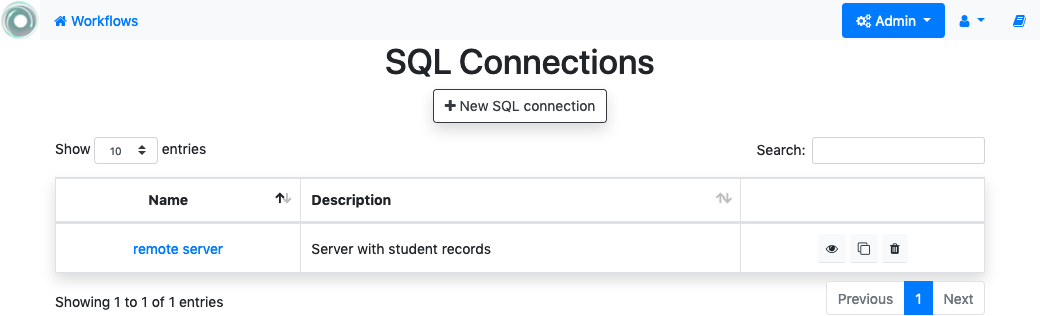 Workflows Admin
SQL Connections
New SQL connection
Show 10 entries Search:
Name Description
remote server Server with student records
Showing 1 to 1 of 1 entries Previous 1 Next